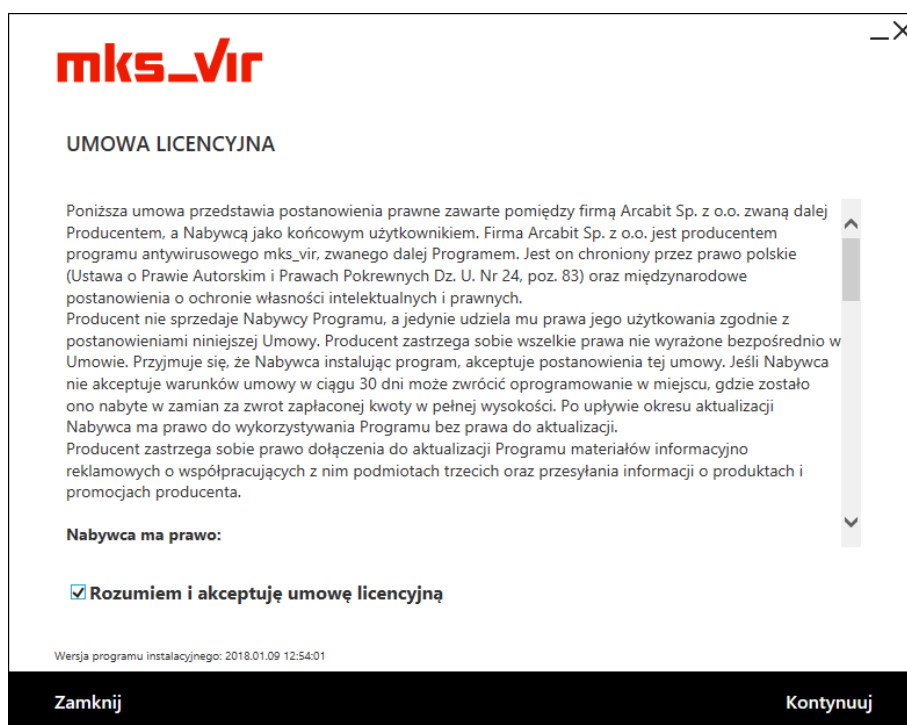 mks_vır
UMOWA LICENCYJNA
Poniższa umowa przedstawia postanowienia prawne zawarte pomiędzy firmą Arcabit Sp. z o.o. zwaną dalej
Producentem, a Nabywcą jako końcowym użytkownikiem. Firma Arcabit Sp. z o.o. jest producentem
programu antywirusowego mks_vir, zwanego dalej Programem. Jest on chroniony przez prawo polskie
(Ustawa o Prawie Autorskim i Prawach Pokrewnych Dz. U. Nr 24, poz. 83) oraz międzynarodowe
postanowienia o ochronie własności intelektualnych i prawnych.
Producent nie sprzedaje Nabywcy Programu, a jedynie udziela mu prawa jego użytkowania zgodnie z
postanowieniami niniejszej Umowy. Producent zastrzega sobie wszelkie prawa nie wyrażone bezpośrednio w
Umowie. Przyjmuje się, że Nabywca instalując program, akceptuje postanowienia tej umowy. Jeśli Nabywca
nie akceptuje warunków umowy w ciągu 30 dni może zwrócić oprogramowanie w miejscu, gdzie zostało
ono nabyte w zamian za zwrot zapłaconej kwoty w pełnej wysokości. Po upływie okresu aktualizacji
Nabywca ma prawo do wykorzystywania Programu bez prawa do aktualizacji.
Producent zastrzega sobie prawo dołączenia do aktualizacji Programu materiałów informacyjno
reklamowych o współpracujących z nim podmiotach trzecich oraz przesyłania informacji o produktach i
promocjach producenta.
Nabywca ma prawo:
Rozumiem i akceptuję umowę licencyjną
Wersja programu instalacyjnego: 2018.01.09 12:54:01
Zamknij
Kontynuuj